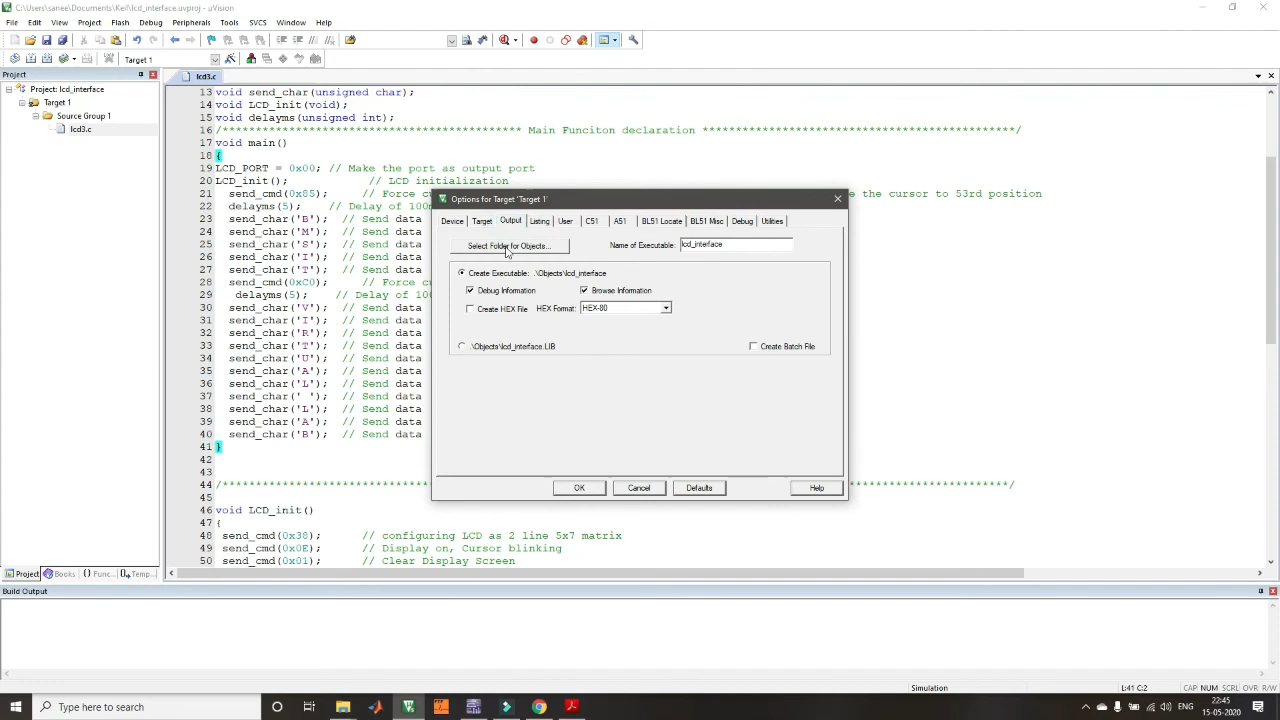 C:\Users\sanee\Documents\Keil\lcd_interface.uvproj - µVision
File Edit View Project Flash Debug Peripherals Tools SVCS Window Help
Target 1
Project
lcd3.c
Project: lcd_interface
Target 1
Source Group 1
lcd3.c
13 void send_char(unsigned char);
14 void LCD_init(void);
15 void delayms(unsigned int);
16 /******************************************** Main Funciton declaration **********************************************/
17 void main()
18 {
19 LCD_PORT = 0x00; // Make the port as output port
20 LCD_init(); // LCD initialization
21 send_cmd(0x85); // Force cu e the cursor to 53rd position
22 delayms(5); // Delay of 100m
23 send_char('B'); // Send data
24 send_char('M'); // Send data
25 send_char('S'); // Send data
26 send_char('I'); // Send data
27 send_char('T'); // Send data
28 send_cmd(0xC0); // Force cu
29 delayms(5); // Delay of 100
30 send_char('V'); // Send data
31 send_char('I'); // Send data
32 send_char('R'); // Send data
33 send_char('T'); // Send data
34 send_char('U'); // Send data
35 send_char('A'); // Send data
36 send_char('L'); // Send data
37 send_char(' '); // Send data
38 send_char('L'); // Send data
39 send_char('A'); // Send data
40 send_char('B'); // Send data
41 }
42
43
44 /********************************
45
46 void LCD_init()
47 {
48 send_cmd(0x38); // configuring LCD as 2 line 5x7 matrix
49 send_cmd(0x0E); // Display on, Cursor blinking
50 send_cmd(0x01); // Clear Display Screen
Options for Target 'Target 1'
Device Target Output Listing User C51 A51 BL51 Locate BL51 Misc Debug Utilities
Select Folder for Objects... Name of Executable: lcd_interface
Create Executable: .\Objects\lcd_interface
Debug Information Browse Information
Create HEX File HEX Format: HEX-80
.\Objects\lcd_interface.LIB Create Batch File
OK Cancel Defaults Help
Project Books {} Func... Temp...
Build Output
Simulation L:41 C:2 CAP NUM SCRL OVR R/W
Type here to search
ENG 22:45
15-05-2020